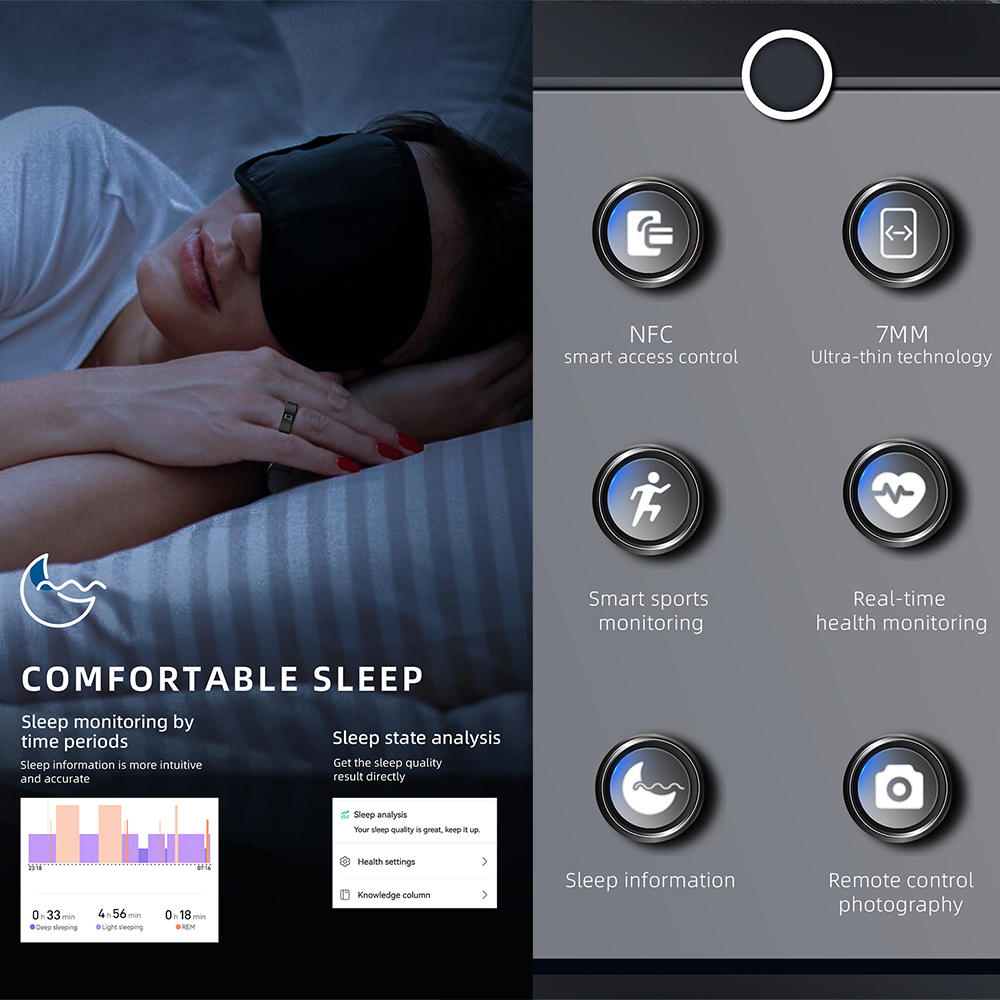 COMFORTABLE SLEEP
Sleep monitoring by
time periods
Sleep information is more intuitive
and accurate
23:18
07:16
0 h 33 min
Deep sleeping
4 h 56 min
Light sleeping
0 h 18 min
REM
Sleep state analysis
Get the sleep quality
result directly
Sleep analysis
Your sleep quality is great, keep it up.
Health settings
Knowledge column
NFC
smart access control
7MM
Ultra-thin technology
Smart sports
monitoring
Real-time
health monitoring
Sleep information
Remote control
photography